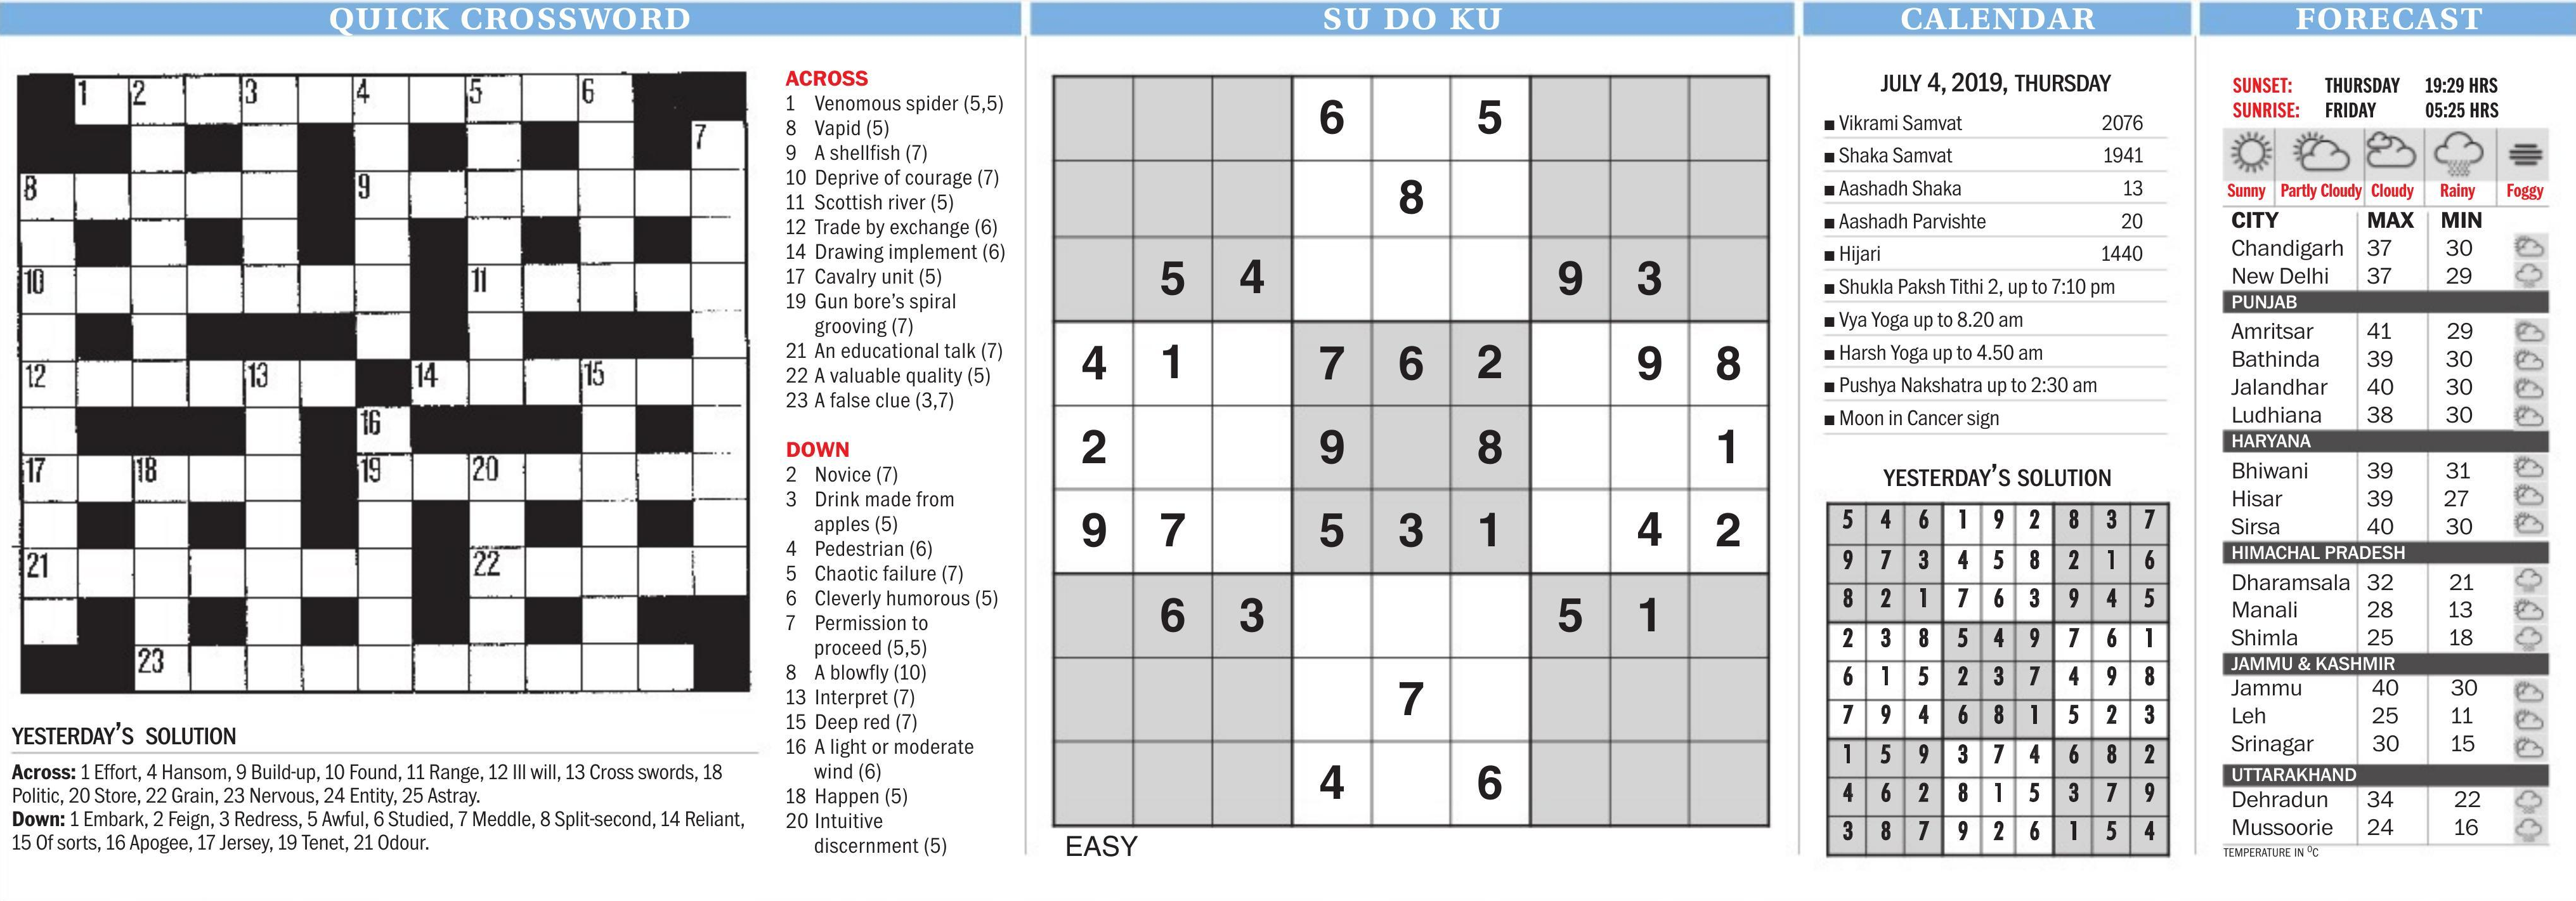 QUICK CROSSWORD
1 2 3 4 5 6
7
8 9
10 11
12 13 14 15
16
17 18 19 20
21 22
23
YESTERDAY'S SOLUTION
Across: 1 Effort, 4 Hansom, 9 Build-up, 10 Found, 11 Range, 12 Ill will, 13 Cross swords, 18
Politic, 20 Store, 22 Grain, 23 Nervous, 24 Entity, 25 Astray.
Down: 1 Embark, 2 Feign, 3 Redress, 5 Awful, 6 Studied, 7 Meddle, 8 Split-second, 14 Reliant,
15 Of sorts, 16 Apogee, 17 Jersey, 19 Tenet, 21 Odour.
ACROSS
1 Venomous spider (5,5)
8 Vapid (5)
9 A shellfish (7)
10 Deprive of courage (7)
11 Scottish river (5)
12 Trade by exchange (6)
14 Drawing implement (6)
17 Cavalry unit (5)
19 Gun bore's spiral
grooving (7)
21 An educational talk (7)
22 A valuable quality (5)
23 A false clue (3,7)
DOWN
2 Novice (7)
3 Drink made from
apples (5)
4 Pedestrian (6)
5 Chaotic failure (7)
6 Cleverly humorous (5)
7 Permission to
proceed (5,5)
8 A blowfly (10)
13 Interpret (7)
15 Deep red (7)
16 A light or moderate
wind (6)
18 Happen (5)
20 Intuitive
discernment (5)
SU DO KU
6 5
8
5 4 9 3
4 1 7 6 2 9 8
2 9 8 1
9 7 5 3 1 4 2
6 3 5 1
7
4 6
EASY
CALENDAR
JULY 4, 2019, THURSDAY
■ Vikrami Samvat 2076
■ Shaka Samvat 1941
■ Aashadh Shaka 13
■ Aashadh Parvishte 20
■ Hijari 1440
■ Shukla Paksh Tithi 2, up to 7:10 pm
■ Vya Yoga up to 8.20 am
■ Harsh Yoga up to 4.50 am
■ Pushya Nakshatra up to 2:30 am
■ Moon in Cancer sign
YESTERDAY'S SOLUTION
5 4 6 1 9 2 8 3 7
9 7 3 4 5 8 2 1 6
8 2 1 7 6 3 9 4 5
2 3 8 5 4 9 7 6 1
6 1 5 2 3 7 4 9 8
7 9 4 6 8 1 5 2 3
1 5 9 3 7 4 6 8 2
4 6 2 8 1 5 3 7 9
3 8 7 9 2 6 1 5 4
FORECAST
SUNSET: THURSDAY 19:29 HRS
SUNRISE: FRIDAY 05:25 HRS
Sunny Partly Cloudy Cloudy Rainy Foggy
CITY MAX MIN
Chandigarh 37 30
New Delhi 37 29
PUNJAB
Amritsar 41 29
Bathinda 39 30
Jalandhar 40 30
Ludhiana 38 30
HARYANA
Bhiwani 39 31
Hisar 39 27
Sirsa 40 30
HIMACHAL PRADESH
Dharamsala 32 21
Manali 28 13
Shimla 25 18
JAMMU & KASHMIR
Jammu 40 30
Leh 25 11
Srinagar 30 15
UTTARAKHAND
Dehradun 34 22
Mussoorie 24 16
TEMPERATURE IN ⁰C